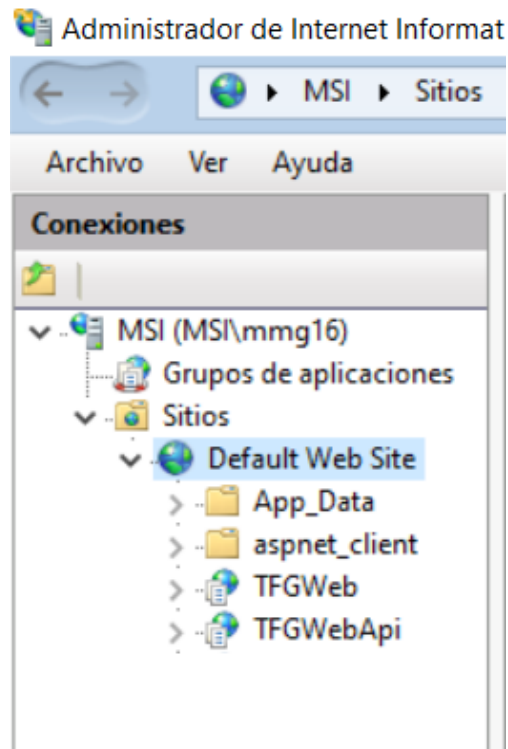 Administrador de Internet Informat
MSI Sitios
Archivo Ver Ayuda
Conexiones
MSI (MSI\mmg16)
Grupos de aplicaciones
Sitios
Default Web Site
App_Data
aspnet_client
TFGWeb
TFGWebApi